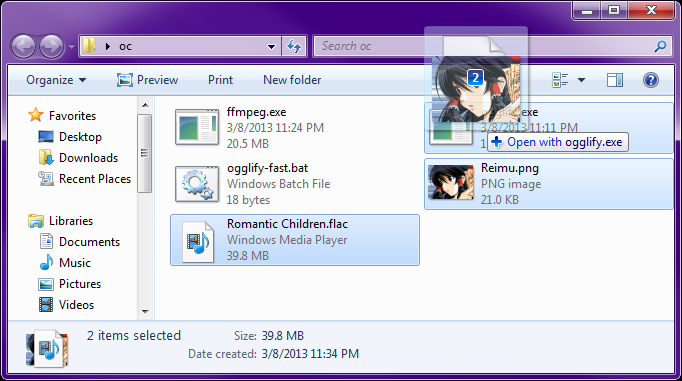 oc
Search oc
Organize
Preview
Print
New folder
2
Favorites
Desktop
Downloads
Recent Places
Libraries
Documents
Music
Pictures
Videos
ffmpeg.exe
3/8/2013 11:24 PM
20.5 MB
.exe
3/8/2013 11:11 PM
Open with ogglify.exe
ogglify-fast.bat
Windows Batch File
18 bytes
Reimu.png
PNG image
21.0 KB
Romantic Children.flac
Windows Media Player
39.8 MB
2 items selected
Size: 39.8 MB
Date created: 3/8/2013 11:34 PM